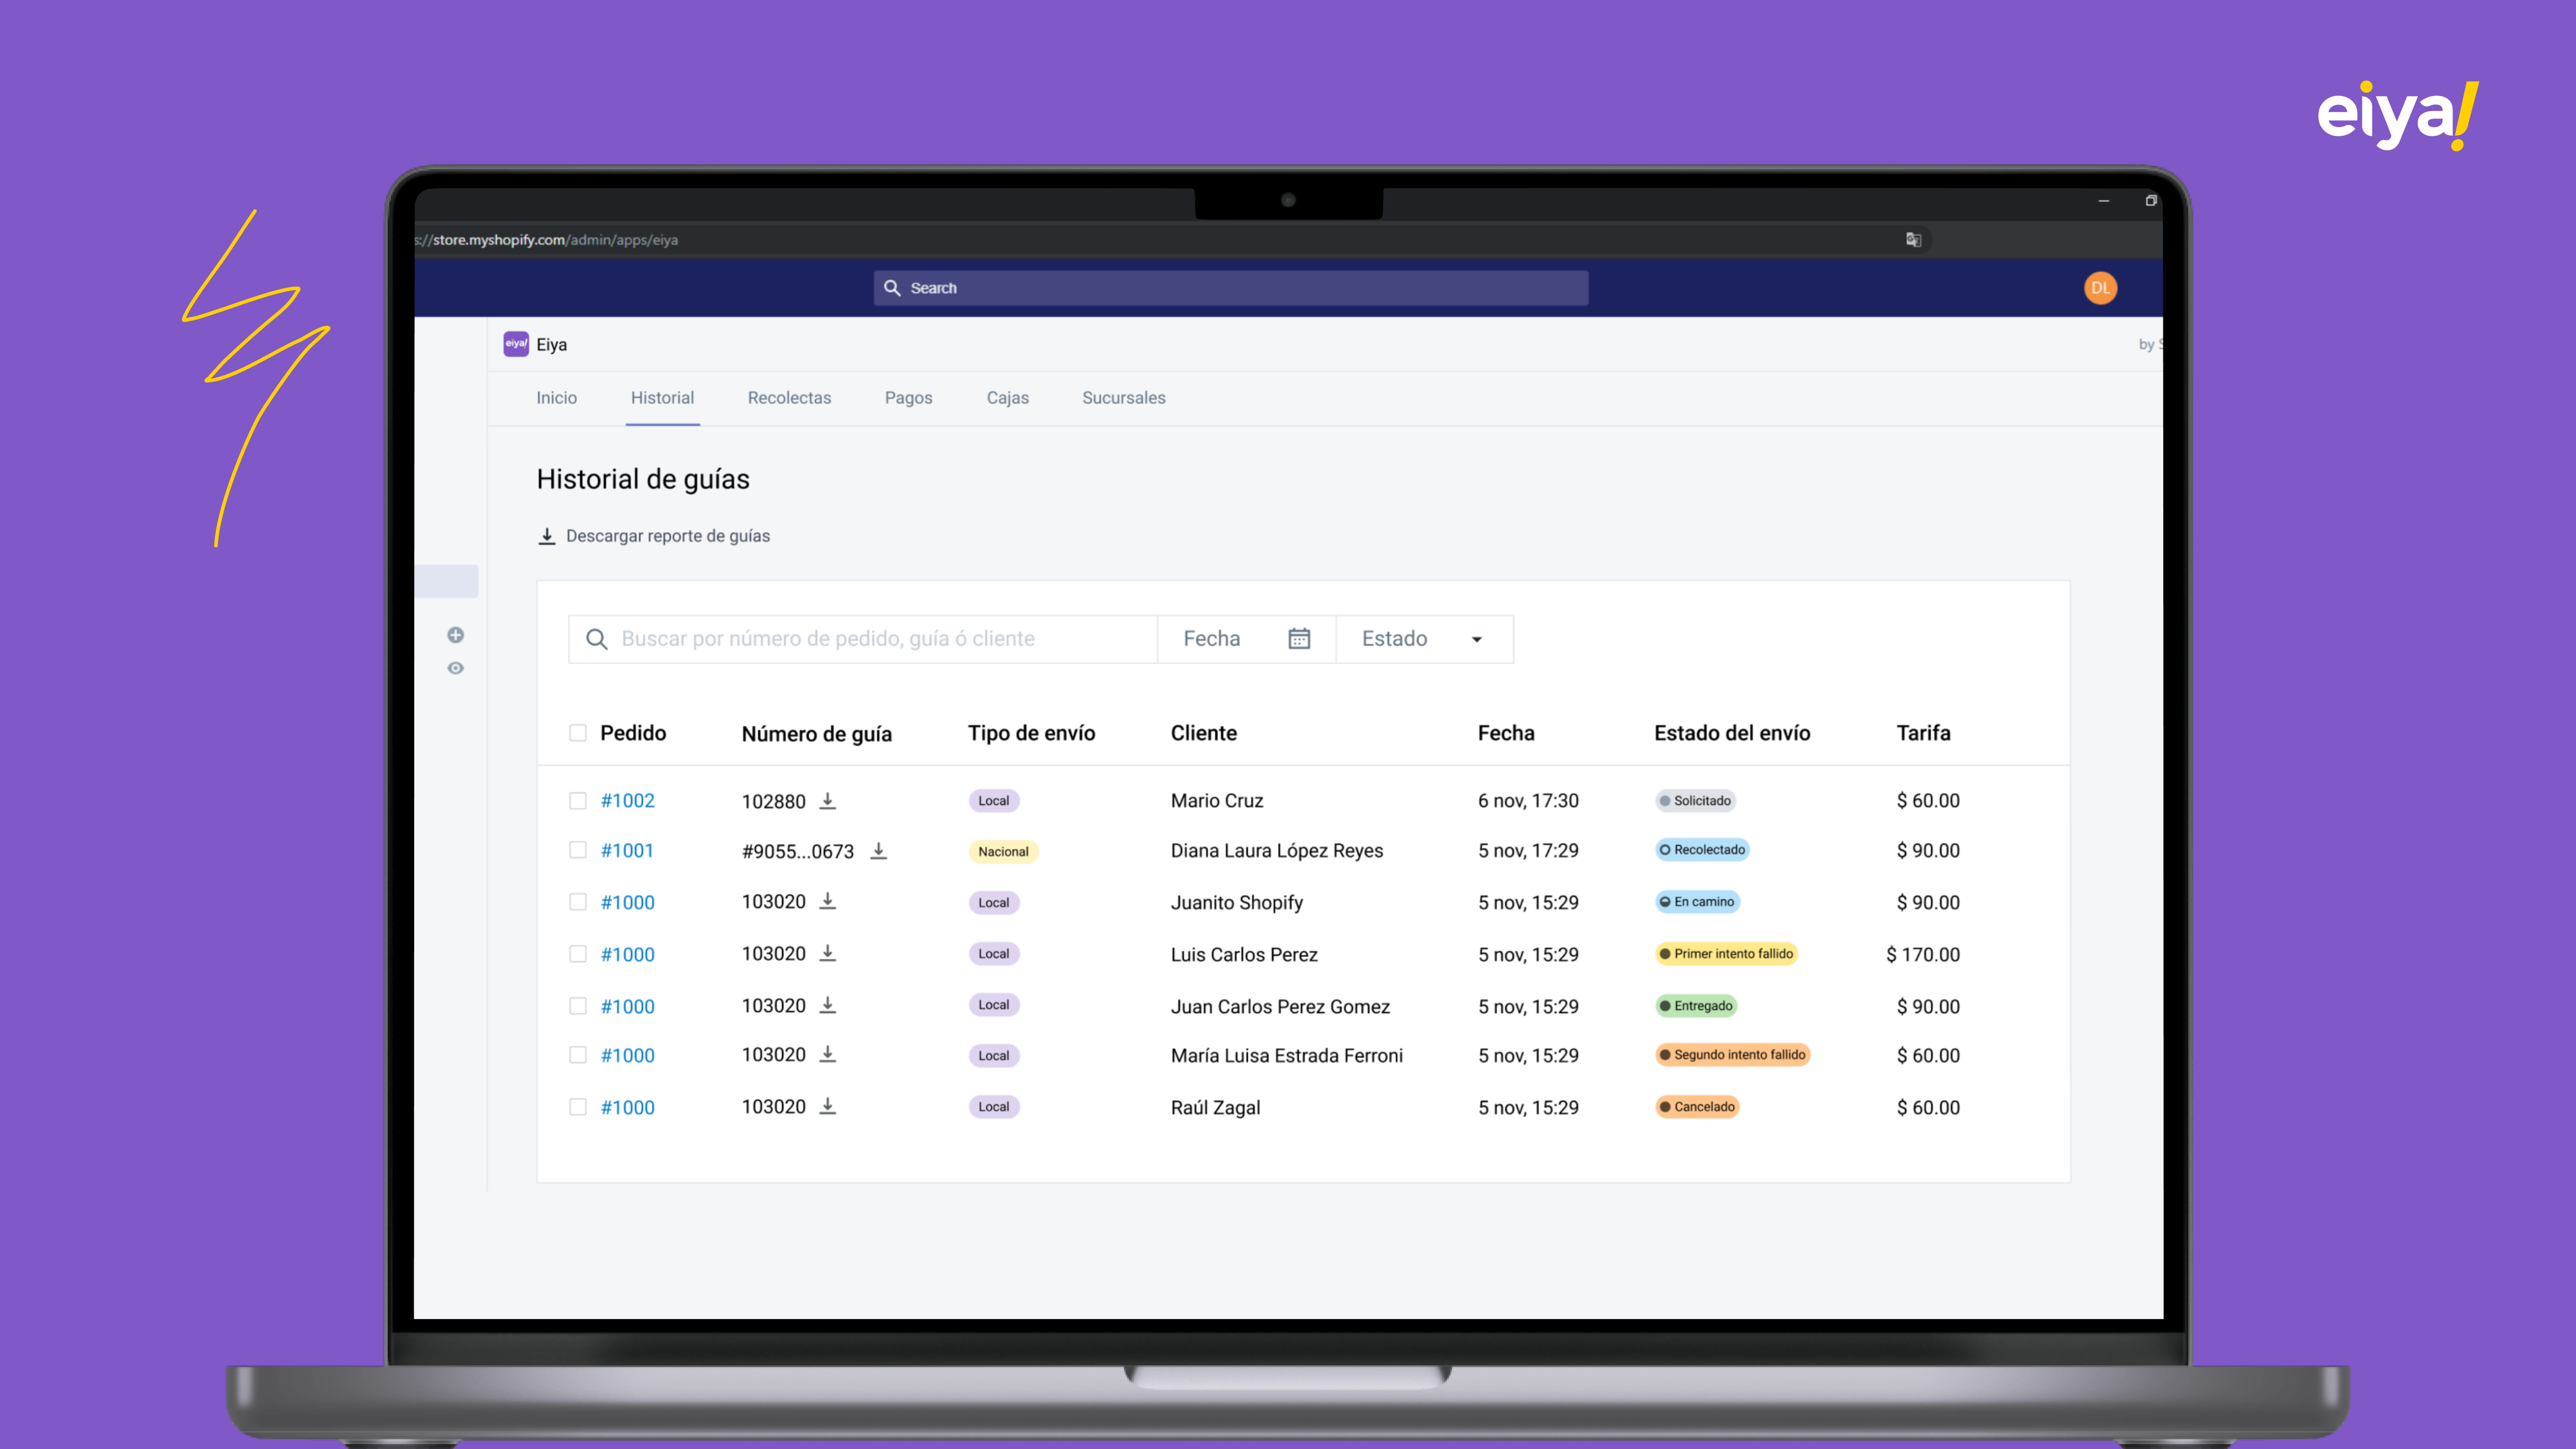 eiya!
s://store.myshopify.com/admin/apps/eiya
Search
DL
eiya! Eiya
by S
Inicio Historial Recolectas Pagos Cajas Sucursales
Historial de guías
Descargar reporte de guías
Buscar por número de pedido, guía ó cliente Fecha Estado
Pedido Número de guía Tipo de envío Cliente Fecha Estado del envío Tarifa
#1002 102880 Local Mario Cruz 6 nov, 17:30 Solicitado $ 60.00
#1001 #9055...0673 Nacional Diana Laura López Reyes 5 nov, 17:29 Recolectado $ 90.00
#1000 103020 Local Juanito Shopify 5 nov, 15:29 En camino $ 90.00
#1000 103020 Local Luis Carlos Perez 5 nov, 15:29 Primer intento fallido $ 170.00
#1000 103020 Local Juan Carlos Perez Gomez 5 nov, 15:29 Entregado $ 90.00
#1000 103020 Local María Luisa Estrada Ferroni 5 nov, 15:29 Segundo intento fallido $ 60.00
#1000 103020 Local Raúl Zagal 5 nov, 15:29 Cancelado $ 60.00